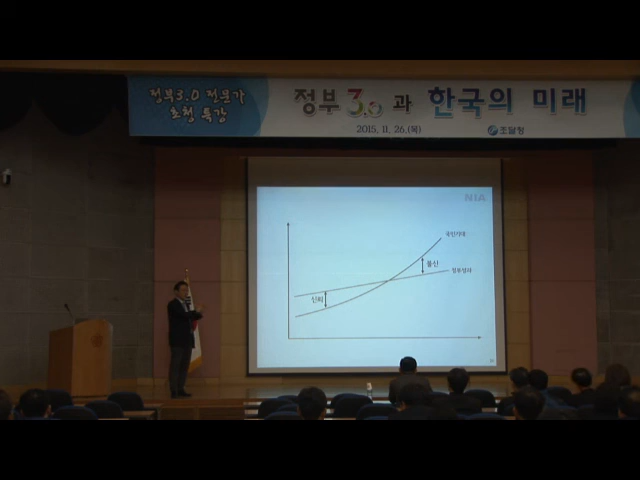 정부3.0 전문가
초청 특강
정부 3.0 과 한국의 미래
2015. 11. 26.(목)
조달청
NIA
국민기대
불신
정부성과
신뢰